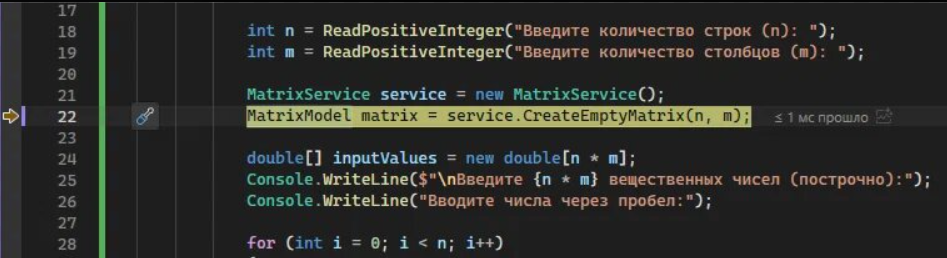 17
18 int n = ReadPositiveInteger("Введите количество строк (n): ");
19 int m = ReadPositiveInteger("Введите количество столбцов (m): ");
20
21 MatrixService service = new MatrixService();
22 MatrixModel matrix = service.CreateEmptyMatrix(n, m); ≤ 1 мс прошло
23
24 double[] inputValues = new double[n * m];
25 Console.WriteLine($"\nВведите {n * m} вещественных чисел (построчно):");
26 Console.WriteLine("Вводите числа через пробел:");
27
28 for (int i = 0; i < n; i++)